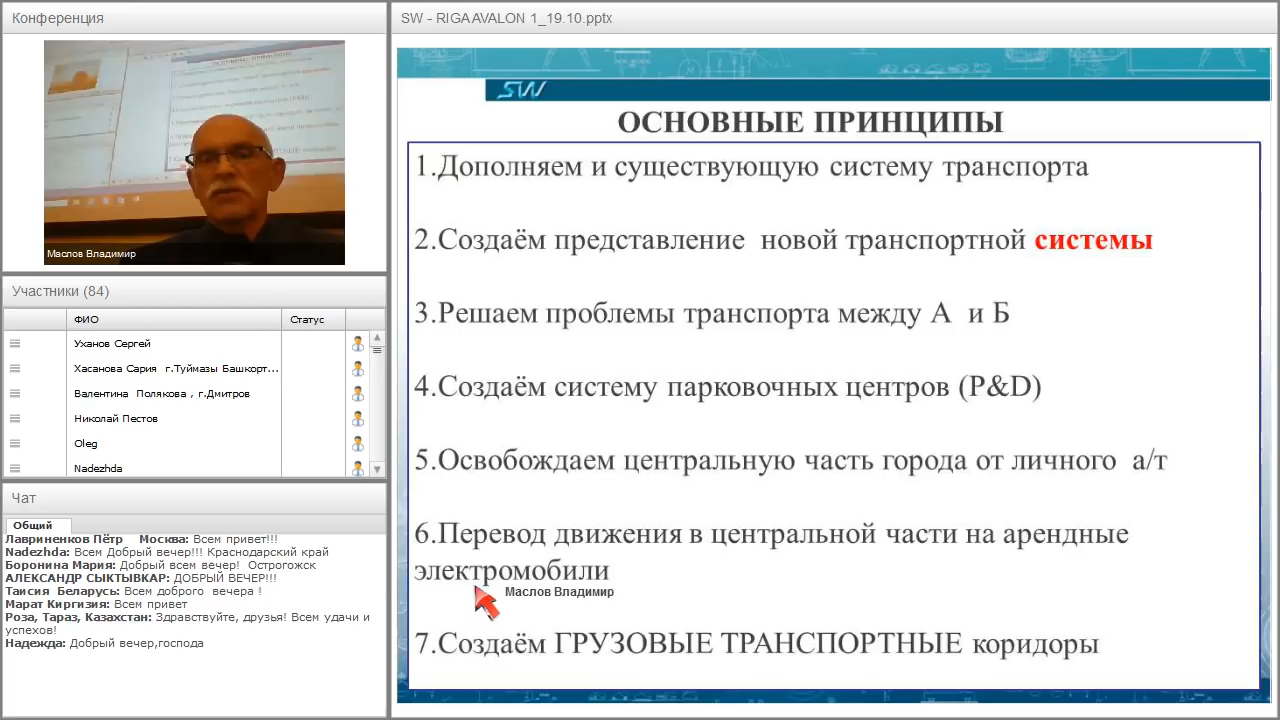 Конференция
Маслов Владимир
Участники (84)
ФИО
Статус
Уханов Сергей
Хасанова Сария г.Туймазы Башкорт...
Валентина Полякова , г.Дмитров
Николай Пестов
Oleg
Nadezhda
Чат
Общий
Лавриненков Пётр Москва: Всем привет!!!
Nadezhda: Всем Добрый вечер!!! Краснодарский край
Боронина Мария: Добрый всем вечер! Острогожск
АЛЕКСАНДР СЫКТЫВКАР: ДОБРЫЙ ВЕЧЕР!!!
Таисия Беларусь: Всем доброго вечера !
Марат Киргизия: Всем привет
Роза, Тараз, Казахстан: Здравствуйте, друзья! Всем удачи и
успехов!
Надежда: Добрый вечер,господа
SW - RIGAAVALON 1_19.10.pptx
SW
ОСНОВНЫЕ ПРИНЦИПЫ
1.Дополняем и существующую систему транспорта
2.Создаём представление новой транспортной системы
3.Решаем проблемы транспорта между А и Б
4.Создаём систему парковочных центров (P&D)
5.Освобождаем центральную часть города от личного а/т
6.Перевод движения в центральной части на арендные
электромобили
Маслов Владимир
7.Создаём ГРУЗОВЫЕ ТРАНСПОРТНЫЕ коридоры